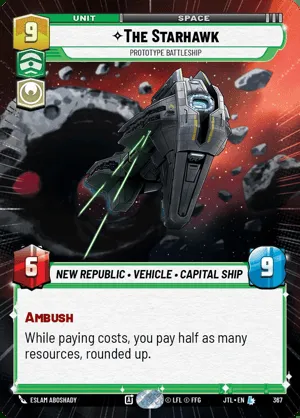 UNIT SPACE
9
✧THE STARHAWK
PROTOTYPE BATTLESHIP
6 NEW REPUBLIC • VEHICLE • CAPITAL SHIP 9
AMBUSH
While paying costs, you pay half as many
resources, rounded up.
ESLAM ABOSHADY © LFL © FFG JTL • EN 387